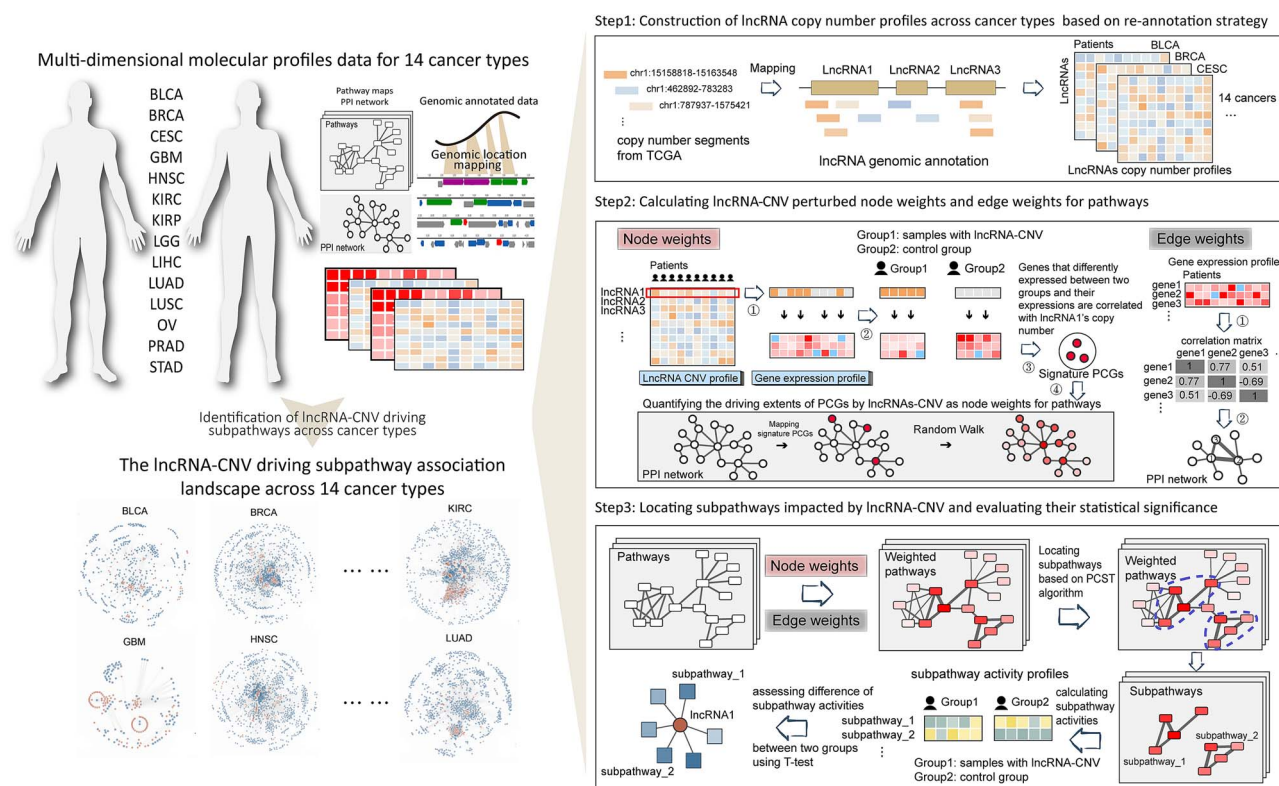 Multi-dimensional molecular profiles data for 14 cancer types
BLCA
BRCA
CESC
GBM
HNSC
KIRC
KIRP
LGG
LIHC
LUAD
LUSC
OV
PRAD
STAD
Pathway maps
PPI network
Pathways
PPI network
Genomic annotated data
Genomic location
mapping
Identification of lncRNA-CNV driving
subpathways across cancer types
The lncRNA-CNV driving subpathway association
landscape across 14 cancer types
BLCA
BRCA
KIRC
... ...
GBM
HNSC
LUAD
... ...
Step1: Construction of lncRNA copy number profiles across cancer types based on re-annotation strategy
chr1:15158818-15163548
chr1:462892-783283
chr1:787937-1575421
⋮
copy number segments
from TCGA
Mapping
LncRNA1
LncRNA2
LncRNA3
lncRNA genomic annotation
Patients
BLCA
BRCA
CESC
LncRNAs
14 cancers
...
LncRNAs copy number profiles
Step2: Calculating lncRNA-CNV perturbed node weights and edge weights for pathways
Node weights
Patients
lncRNA1
lncRNA2
lncRNA3
⋮
LncRNA CNV profile
①
Gene expression profile
Group1: samples with lncRNA-CNV
Group2: control group
Group1
Group2
②
Genes that differently
expressed between two
groups and their
expressions are correlated
with lncRNA1's copy
number
③
Signature PCGs
④
Quantifying the driving extents of PCGs by lncRNAs-CNV as node weights for pathways
Mapping
signature PCGs
Random Walk
PPI network
Edge weights
Gene expression profile
Patients
gene1
gene2
gene3
⋮
①
correlation matrix
gene1 gene2 gene3 ...
gene1 1 0.77 0.51
gene2 0.77 1 -0.69
gene3 0.51 -0.69 1
⋮
②
3
1
2
PPI network
Step3: Locating subpathways impacted by lncRNA-CNV and evaluating their statistical significance
Pathways
Node weights
Edge weights
Weighted
pathways
Locating
subpathways
based on PCST
algorithm
Weighted
pathways
Subpathways
subpathway_1
subpathway_2
calculating
subpathway
activities
subpathway activity profiles
Group1
Group2
subpathway_1
subpathway_2
⋮
Group1: samples with lncRNA-CNV
Group2: control group
assessing difference of
subpathway activities
between two groups
using T-test
subpathway_1
lncRNA1
subpathway_2